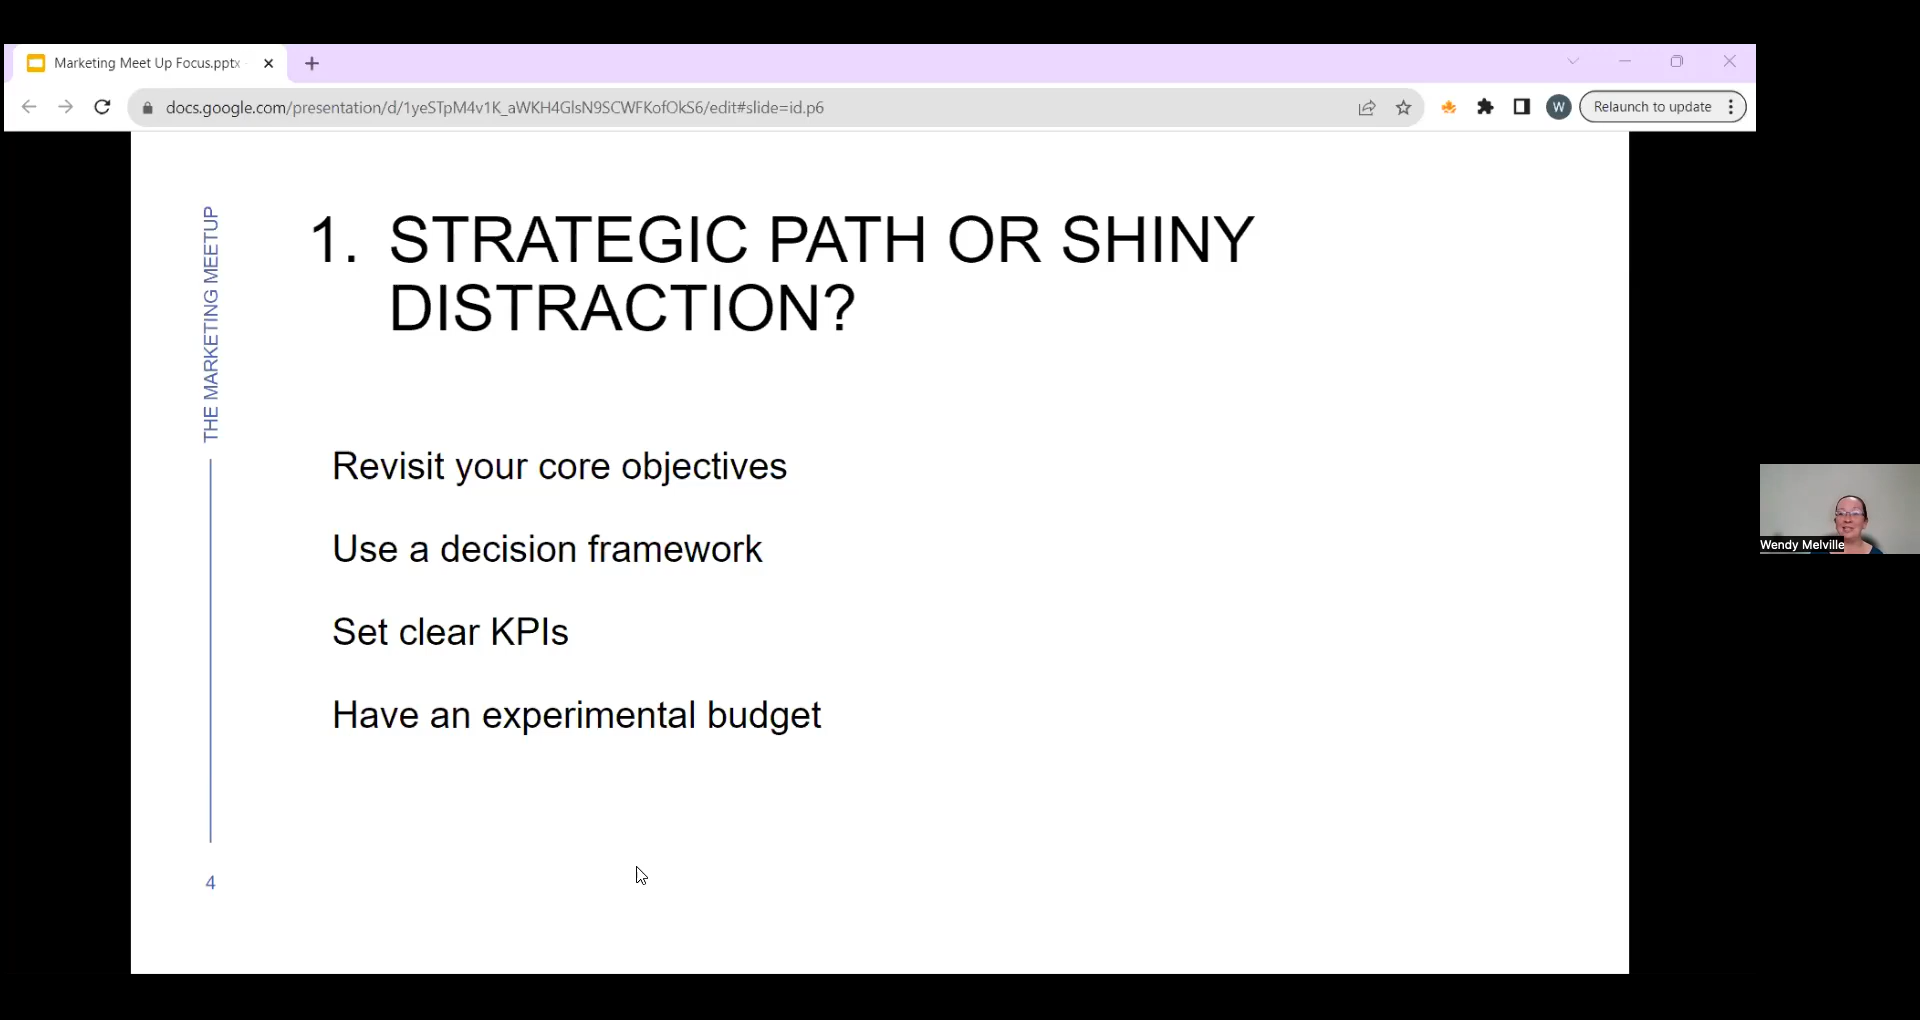 Marketing Meet Up Focus.pptx
docs.google.com/presentation/d/1yeSTpM4v1K_aWKH4GlsN9SCWFKofOkS6/edit#slide=id.p6
W
Relaunch to update
THE MARKETING MEETUP
1. STRATEGIC PATH OR SHINY
DISTRACTION?
Revisit your core objectives
Use a decision framework
Set clear KPIs
Have an experimental budget
4
Wendy Melville